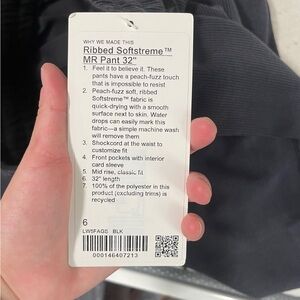 WHY WE MADE THIS
Ribbed Softstreme™
MR Pant 32"
1. Feel it to believe it. These
pants have a peach-fuzz touch
that is impossible to resist
2. Peach-fuzz soft, ribbed
Softstreme™ fabric is
quick-drying with a smooth
surface next to skin. Water
drops can easily mark this
fabric—a simple machine wash
will remove them
3. Shockcord at the waist to
customize fit
4. Front pockets with interior
card sleeve
5. Mid rise, classic fit
6. 32" length
7. 100% of the polyester in this
product (excluding trims) is
recycled
6
BLK
000146407213